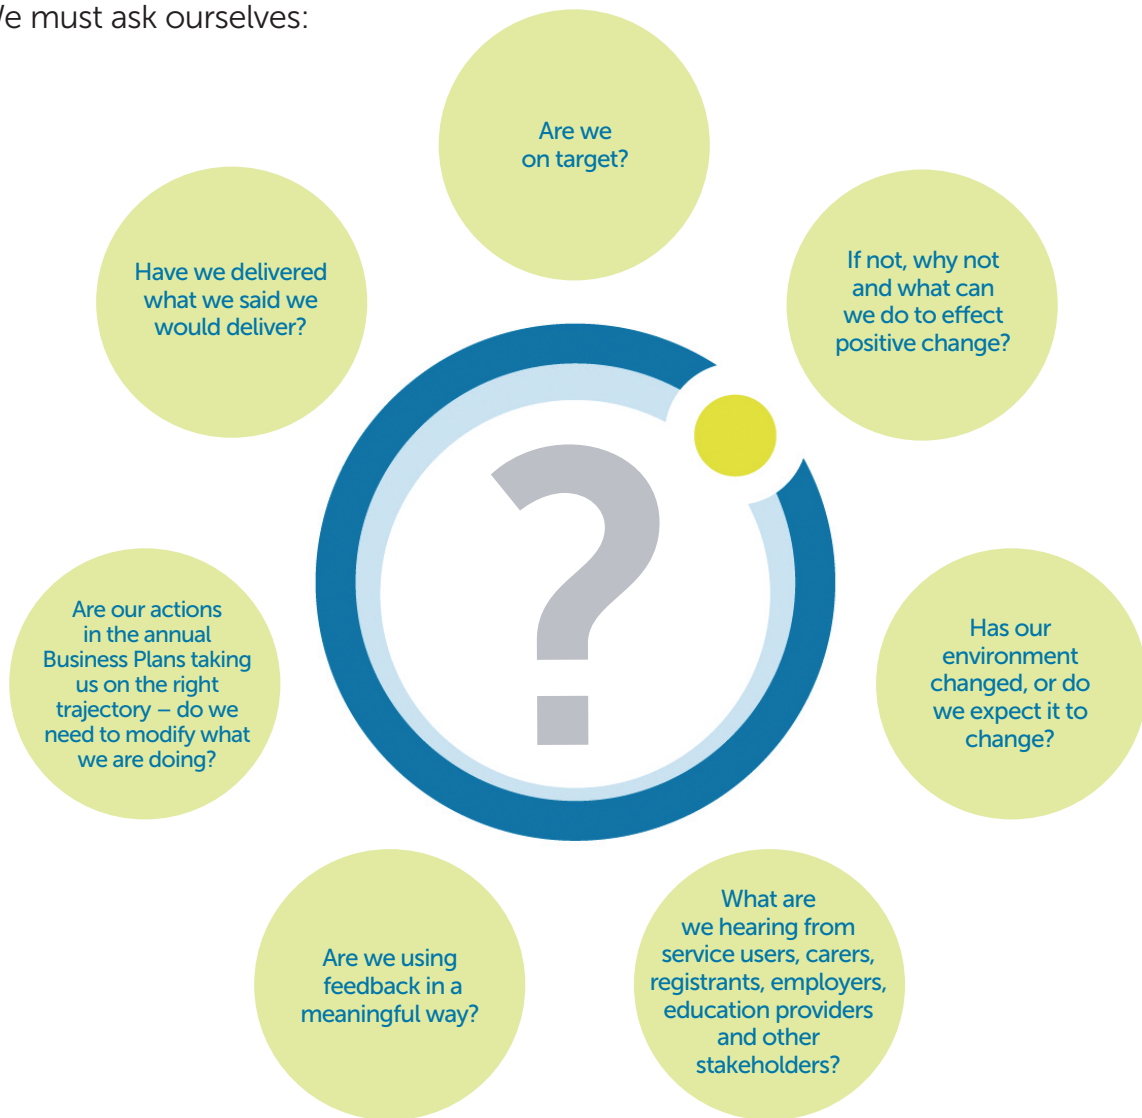 We must ask ourselves:
Are we
on target?
If not, why not
and what can
we do to effect
positive change?
Has our
environment
changed, or do
we expect it to
change?
What are
we hearing from
service users, carers,
registrants, employers,
education providers
and other
stakeholders?
Are we using
feedback in a
meaningful way?
Are our actions
in the annual
Business Plans taking
us on the right
trajectory – do we
need to modify what
we are doing?
Have we delivered
what we said we
would deliver?
?